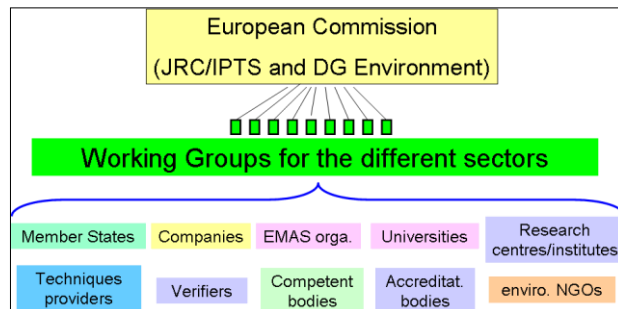 European Commission
(JRC/IPTS and DG Environment)
Working Groups for the different sectors
Member States
Companies
EMAS orga.
Universities
Research
centres/institutes
Techniques
providers
Verifiers
Competent
bodies
Accreditat.
bodies
enviro. NGOs